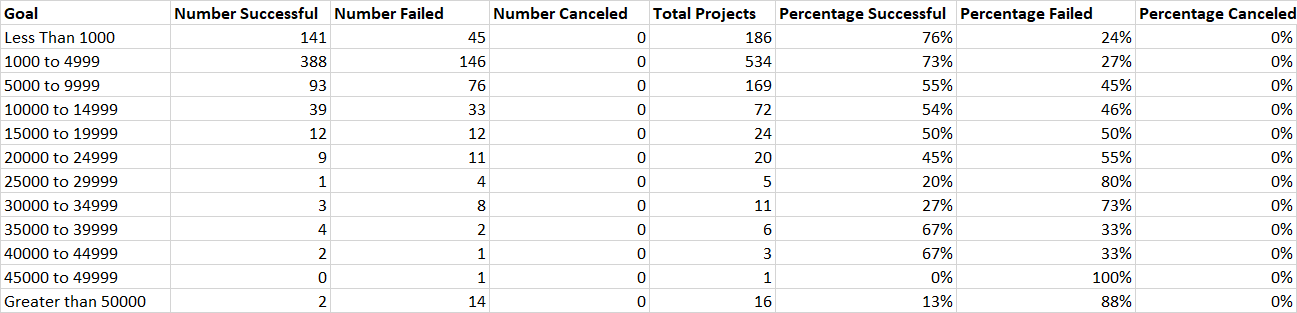 Goal Number Successful Number Failed Number Canceled Total Projects Percentage Successful Percentage Failed Percentage Canceled
Less Than 1000 141 45 0 186 76% 24% 0%
1000 to 4999 388 146 0 534 73% 27% 0%
5000 to 9999 93 76 0 169 55% 45% 0%
10000 to 14999 39 33 0 72 54% 46% 0%
15000 to 19999 12 12 0 24 50% 50% 0%
20000 to 24999 9 11 0 20 45% 55% 0%
25000 to 29999 1 4 0 5 20% 80% 0%
30000 to 34999 3 8 0 11 27% 73% 0%
35000 to 39999 4 2 0 6 67% 33% 0%
40000 to 44999 2 1 0 3 67% 33% 0%
45000 to 49999 0 1 0 1 0% 100% 0%
Greater than 50000 2 14 0 16 13% 88% 0%